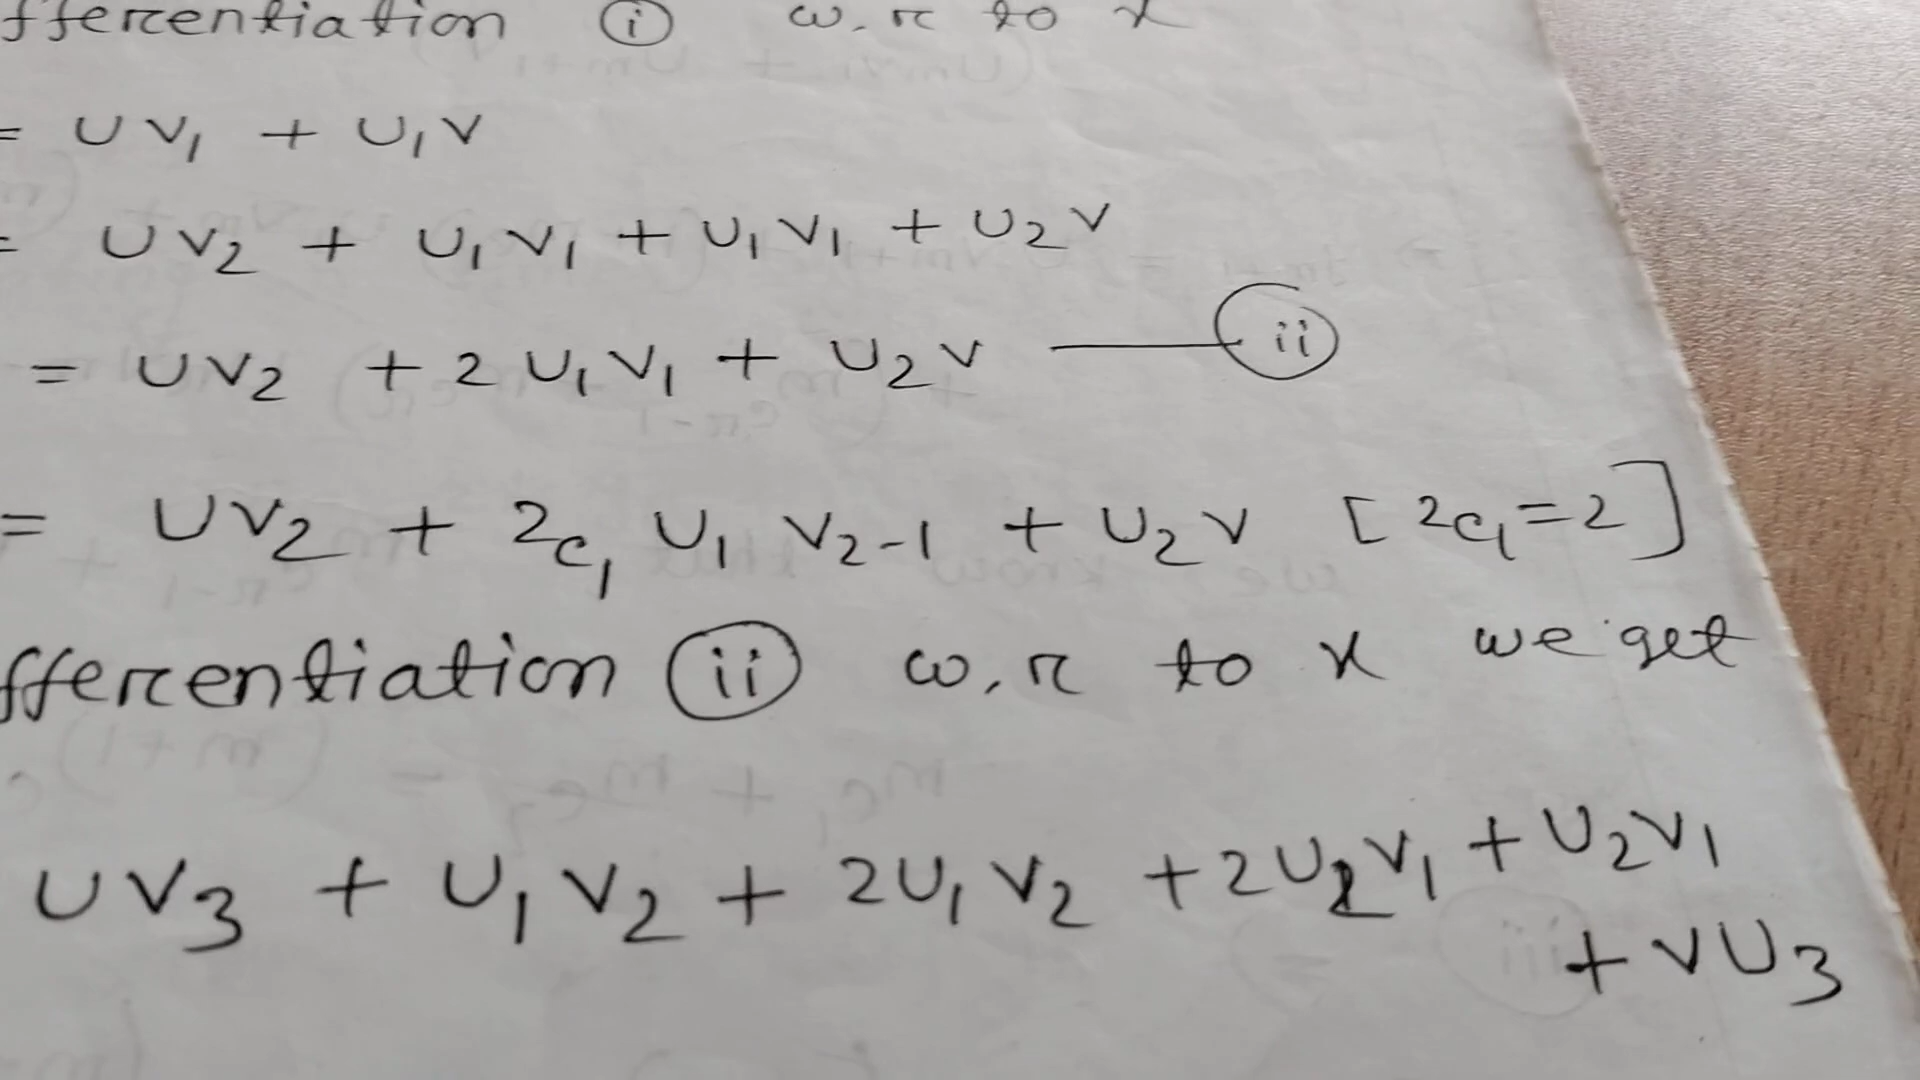 fferentiation (i) w.r to x
= UV₁ + U₁V
= UV₂ + U₁V₁ + U₁V₁ + U₂V
= UV₂ + 2U₁V₁ + U₂V — (ii)
= UV₂ + 2c₁ U₁ V₂₋₁ + U₂V [2c₁=2]
fferentiation (ii) w.r to x we get
UV₃ + U₁V₂ + 2U₁V₂ + 2U₂V₁ + U₂V₁
+ VU₃